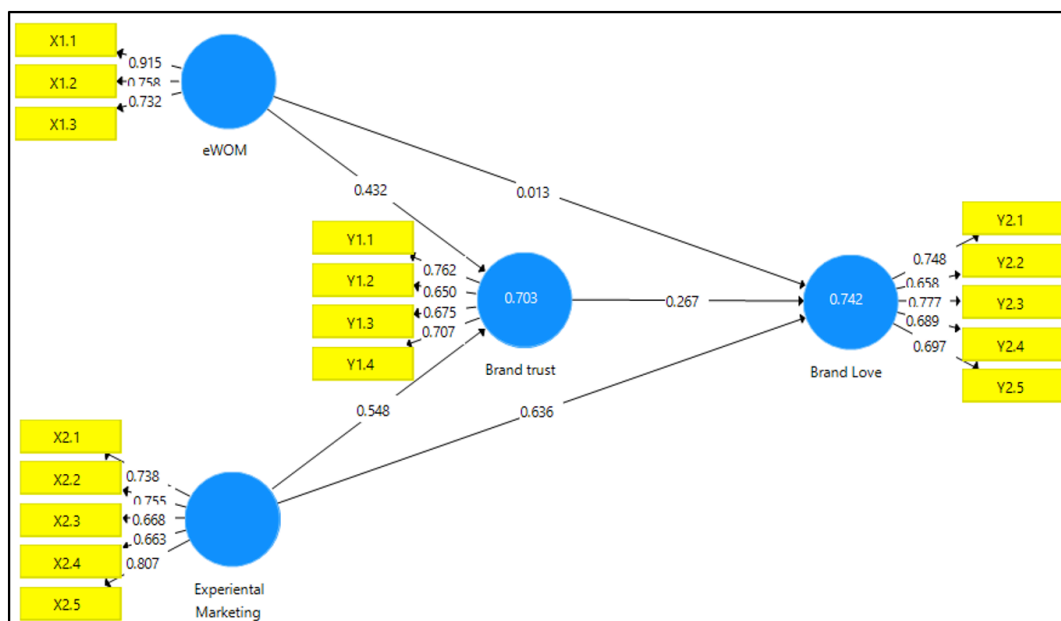 X1.1
X1.2
X1.3
0.915
0.758
0.732
eWOM
0.432
0.013
Y1.1
Y1.2
Y1.3
Y1.4
0.762
0.650
0.675
0.707
0.703
Brand trust
0.267
0.742
Brand Love
0.748
0.658
0.777
0.689
0.697
Y2.1
Y2.2
Y2.3
Y2.4
Y2.5
0.548
0.636
X2.1
X2.2
X2.3
X2.4
X2.5
0.738
0.755
0.668
0.663
0.807
Experiental
Marketing